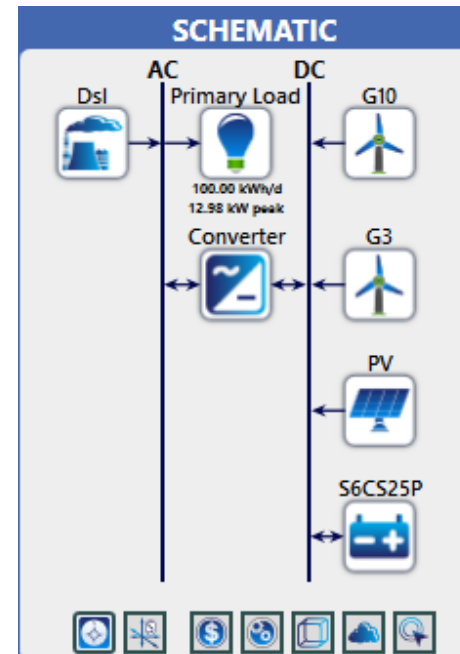 SCHEMATIC
AC DC
Dsl Primary Load G10
100.00 kWh/d
12.98 kW peak
Converter G3
PV
S6CS25P